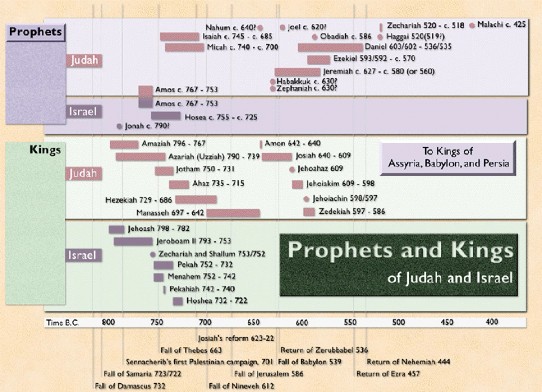 Prophets
Nahum c. 640?
Joel c. 620?
Zechariah 520 - c. 518
Malachi c. 425
Isaiah c. 745 - c. 685
Obadiah c. 586
Haggai 520(519?)
Micah c. 740 - c. 700
Daniel 603/602 - 536/535
Judah
Ezekiel 593/592 - c. 570
Jeremiah c. 627 - c. 580 (or 560)
Habakkuk c. 630?
Zephaniah c. 630?
Amos c. 767 - 753
Amos c. 767 - 753
Israel
Hosea c. 755 - c. 725
Jonah c. 790?
Kings
Amaziah 796 - 767
Amon 642 - 640
Azariah (Uzziah) 790 - 739
Josiah 640 - 609
To Kings of
Assyria, Babylon, and Persia
Judah
Jotham 750 - 731
Jehoahaz 609
Ahaz 735 - 715
Jehoiakim 609 - 598
Hezekiah 729 - 686
Jehoiachin 598/597
Manasseh 697 - 642
Zedekiah 597 - 586
Jehoash 798 - 782
Jeroboam II 793 - 753
Israel
Zechariah and Shallum 753/752
Pekah 752 - 732
Menahem 752 - 742
Pekahiah 742 - 740
Hoshea 732 - 722
Prophets and Kings
of Judah and Israel
Time B.C. 800 750 700 650 600 550 500 450 400
Josiah's reform 623-22
Fall of Thebes 663
Return of Zerubbabel 536
Sennacherib's first Palestinian campaign, 701
Fall of Babylon 539
Return of Nehemiah 444
Fall of Samaria 723/722
Fall of Jerusalem 586
Return of Ezra 457
Fall of Damascus 732
Fall of Nineveh 612